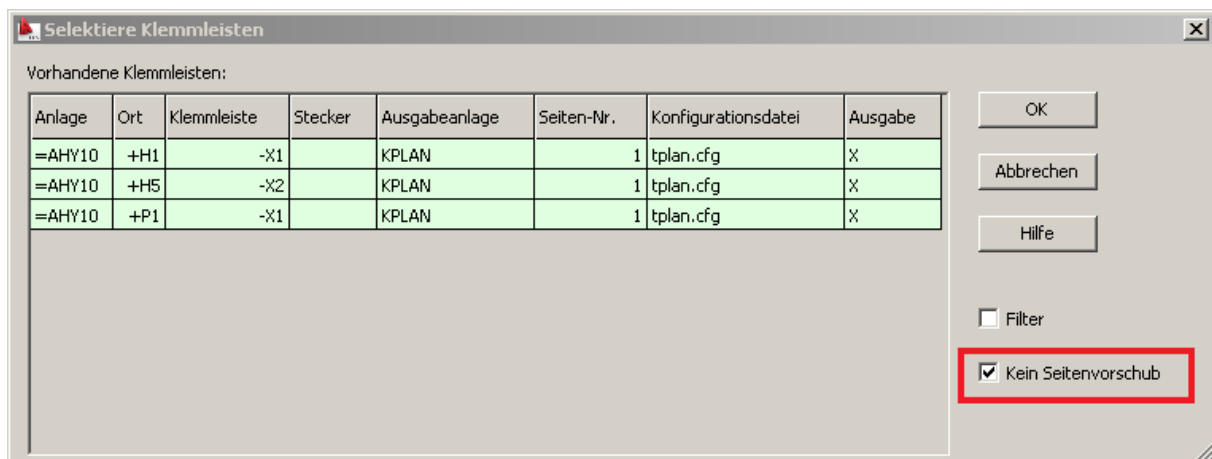 Selektiere Klemmleisten
Vorhandene Klemmleisten:
Anlage Ort Klemmleiste Stecker Ausgabeanlage Seiten-Nr. Konfigurationsdatei Ausgabe
=AHY10 +H1 -X1 KPLAN 1 tplan.cfg X
=AHY10 +H5 -X2 KPLAN 1 tplan.cfg X
=AHY10 +P1 -X1 KPLAN 1 tplan.cfg X
OK
Abbrechen
Hilfe
Filter
Kein Seitenvorschub